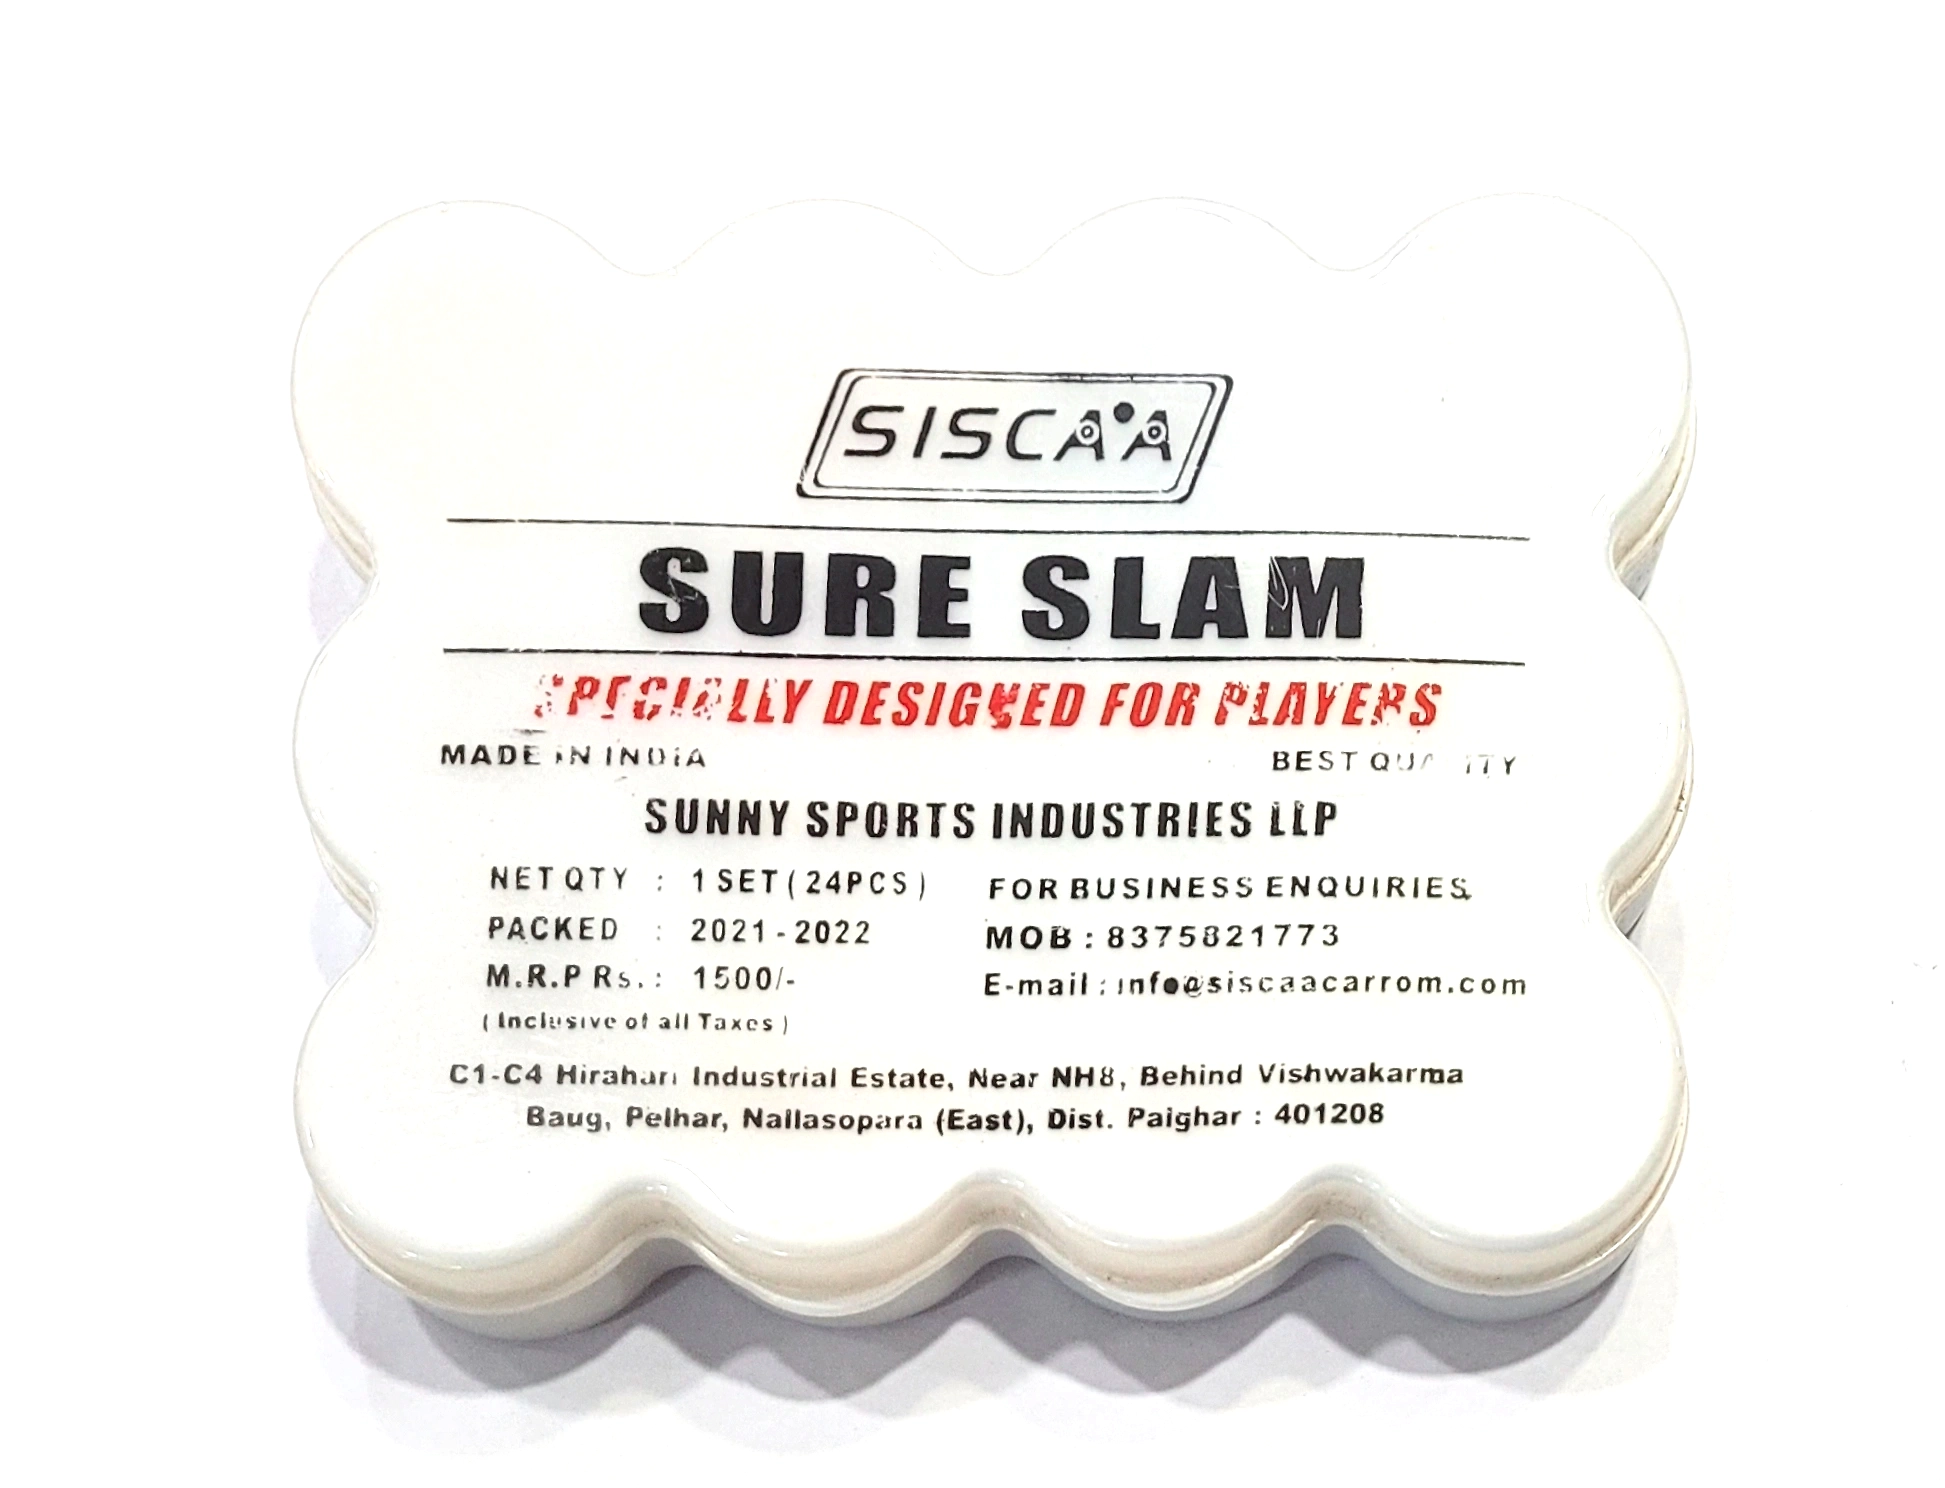 SISCAA
SURE SLAM
SPECIALLY DESIGNED FOR PLAYERS
MADE IN INDIA
BEST QUALITY
SUNNY SPORTS INDUSTRIES LLP
NET QTY : 1 SET ( 24PCS )
PACKED : 2021 - 2022
M.R.P Rs. : 1500/-
( Inclusive of all Taxes )
FOR BUSINESS ENQUIRIES
MOB : 8375821773
E-mail : info@siscaacarrom.com
C1-C4 Hirahari Industrial Estate, Near NH8, Behind Vishwakarma
Baug, Pelhar, Nallasopara (East), Dist. Palghar : 401208